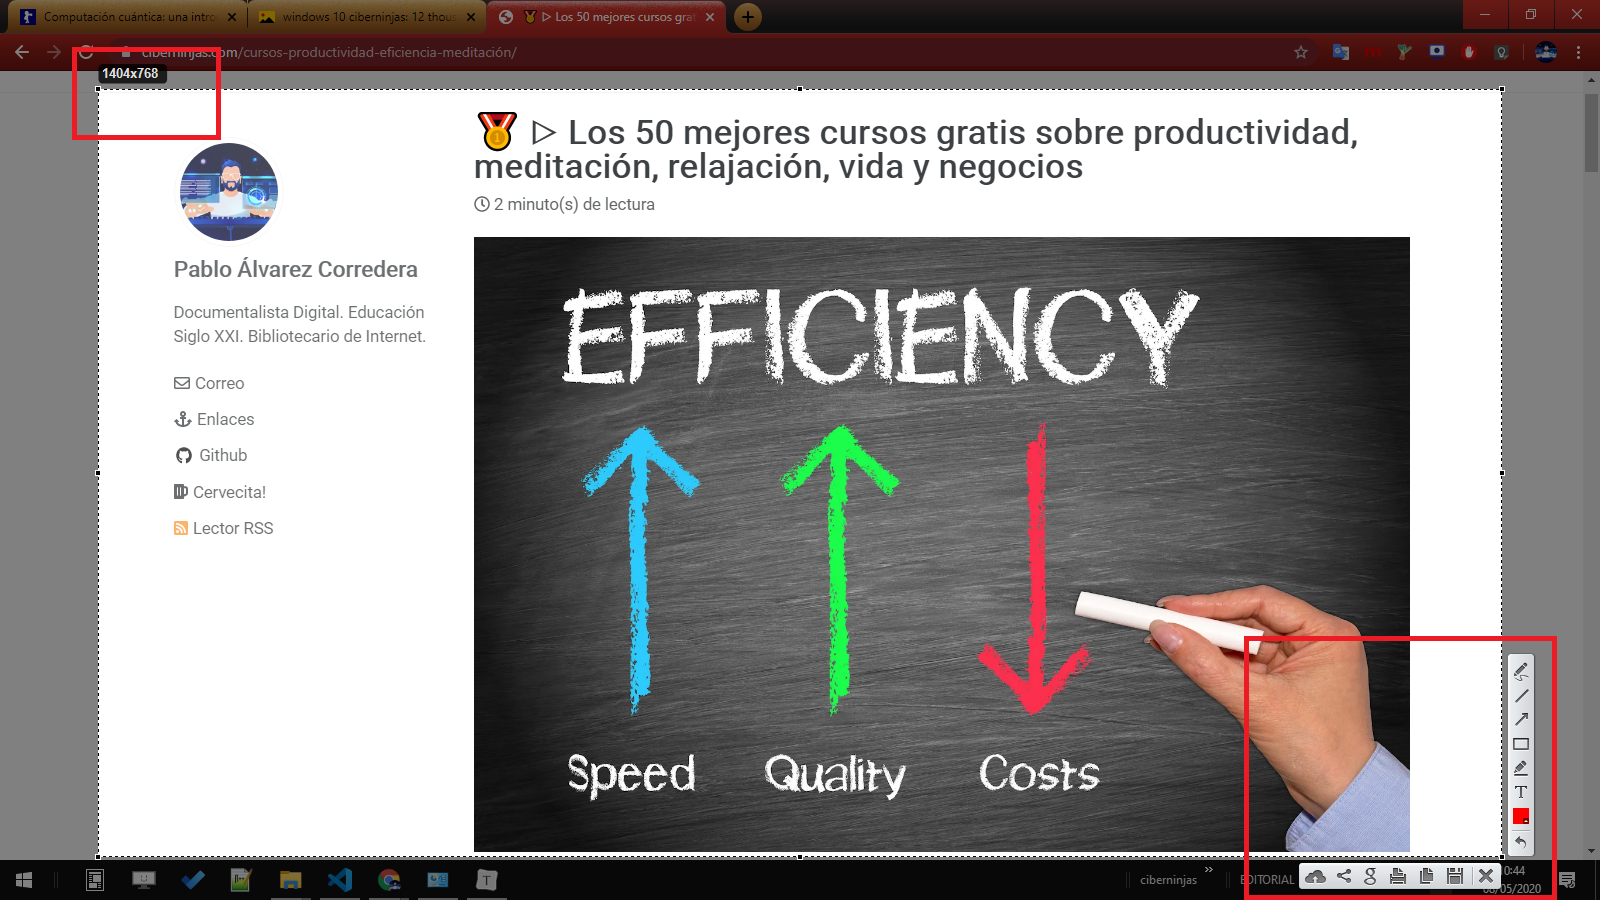 Computación cuántica: una intro
windows 10 ciberninjas: 12 thous
▷ Los 50 mejores cursos grat
ciberninjas.com/cursos-productividad-eficiencia-meditación/
1404x768
▷ Los 50 mejores cursos gratis sobre productividad,
meditación, relajación, vida y negocios
2 minuto(s) de lectura
Pablo Álvarez Corredera
Documentalista Digital. Educación
Siglo XXI. Bibliotecario de Internet.
Correo
Enlaces
Github
Cervecita!
Lector RSS
EFFICIENCY
Speed Quality Costs
ciberninjas
EDITORIAL
10:44
/05/2020